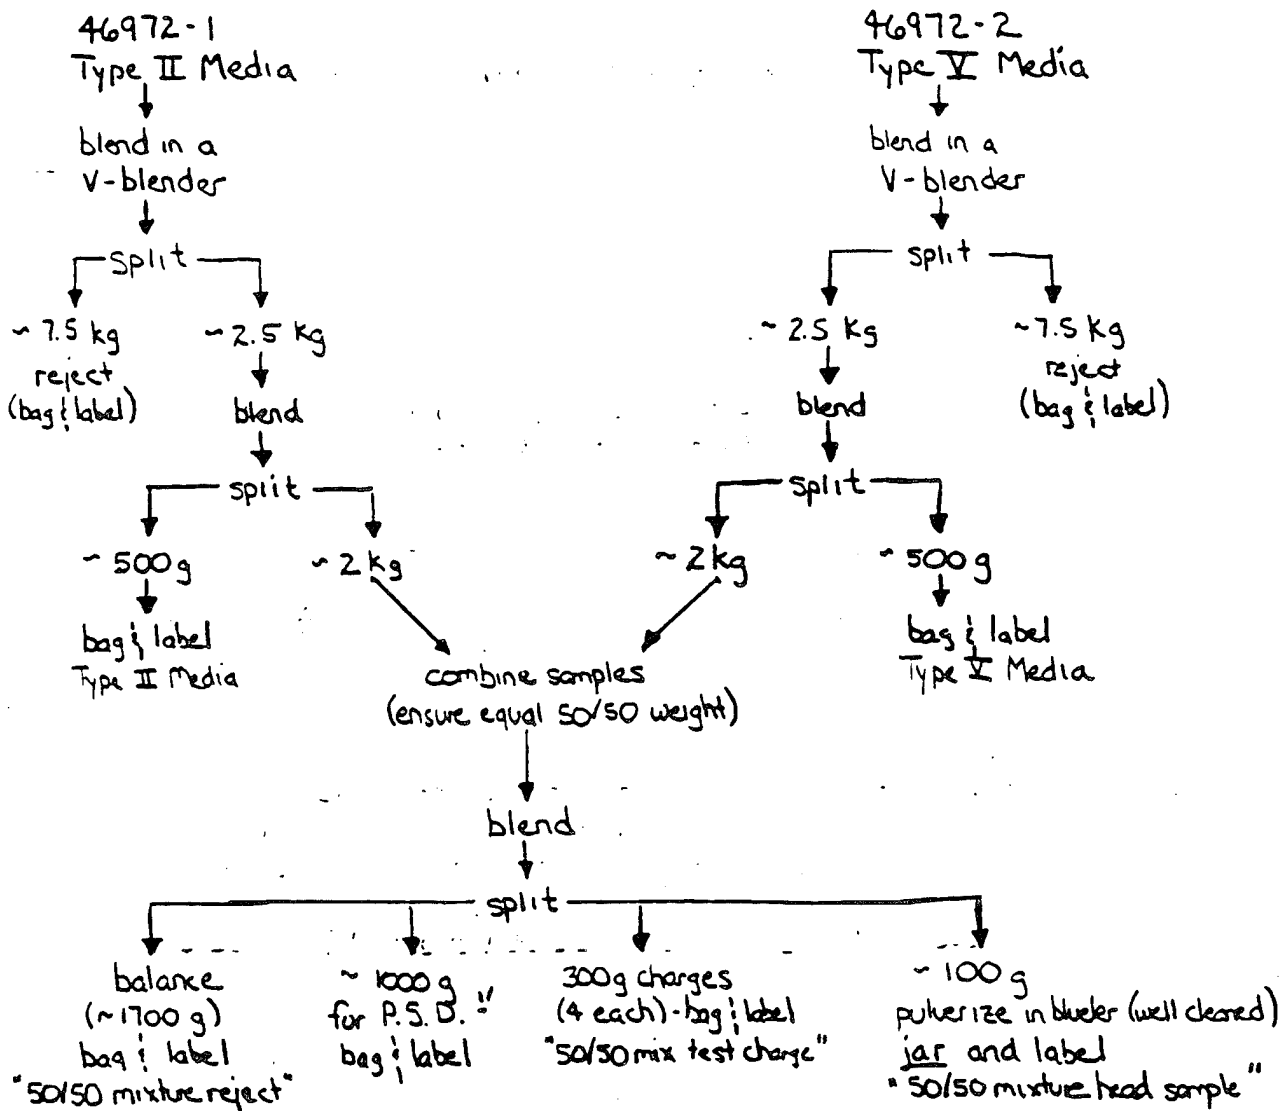 46972-1
Type II Media
blend in a
V-blender
split
~ 7.5 kg
reject
(bag & label)
~ 2.5 kg
blend
split
~ 500 g
bag & label
Type II Media
~ 2 kg
46972-2
Type V Media
blend in a
V-blender
split
~ 2.5 kg
blend
~ 7.5 kg
reject
(bag & label)
split
~ 2 kg
~ 500 g
bag & label
Type V Media
combine samples
(ensure equal 50/50 weight)
blend
split
balance
(~1700 g)
bag & label
"50/50 mixture reject"
~ 1000 g
for P.S.D.
bag & label
300g charges
(4 each) - bag & label
"50/50 mix test charge"
~ 100 g
pulverize in (well cleaned)
jar and label
"50/50 mixture head sample"